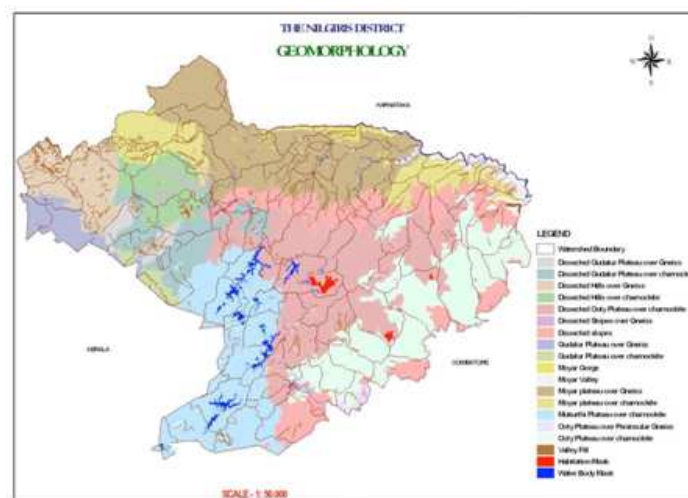 THE NILGIRIS DISTRICT
GEOMORPHOLOGY
N
W
E
S
KARNATAKA
KERALA
COIMBATORE
LEGEND
Watershed Boundary
Dissected Gudalur Plateau over Gneiss
Dissected Gudalur Plateau over charnockite
Dissected Hills over Gneiss
Dissected Hills over charnockite
Dissected Ooty Plateau over charnockite
Dissected Slopes over Gneiss
Dissected slopes
Gudalur Plateau over Gneiss
Gudalur Plateau over charnockite
Moyar Gorge
Moyar Valley
Moyar plateau over Gneiss
Moyar plateau over charnockite
Mukurthi Plateau over charnockite
Ooty Plateau over Peninsular Gneiss
Ooty Plateau over charnockite
Valley Fill
Habitation Mask
Water Body Mask
SCALE - 1: 50,000